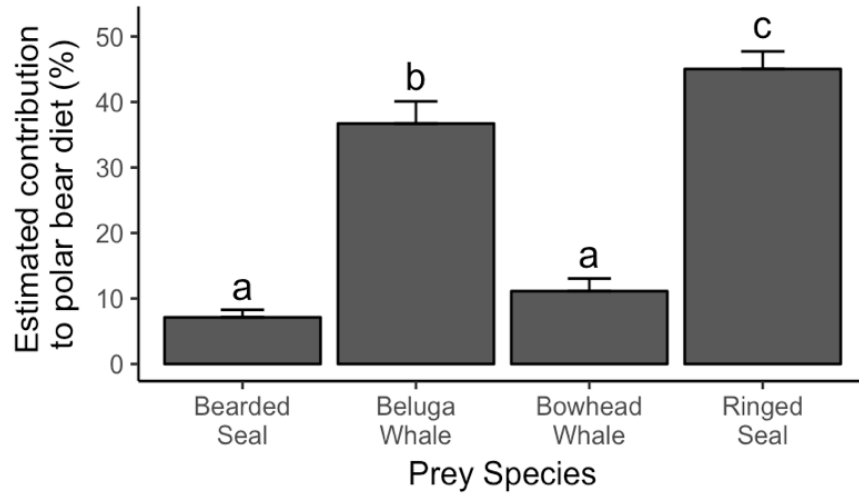 Estimated contribution
to polar bear diet (%)
50
40
30
20
10
0
a
b
a
c
Bearded
Seal
Beluga
Whale
Bowhead
Whale
Ringed
Seal
Prey Species